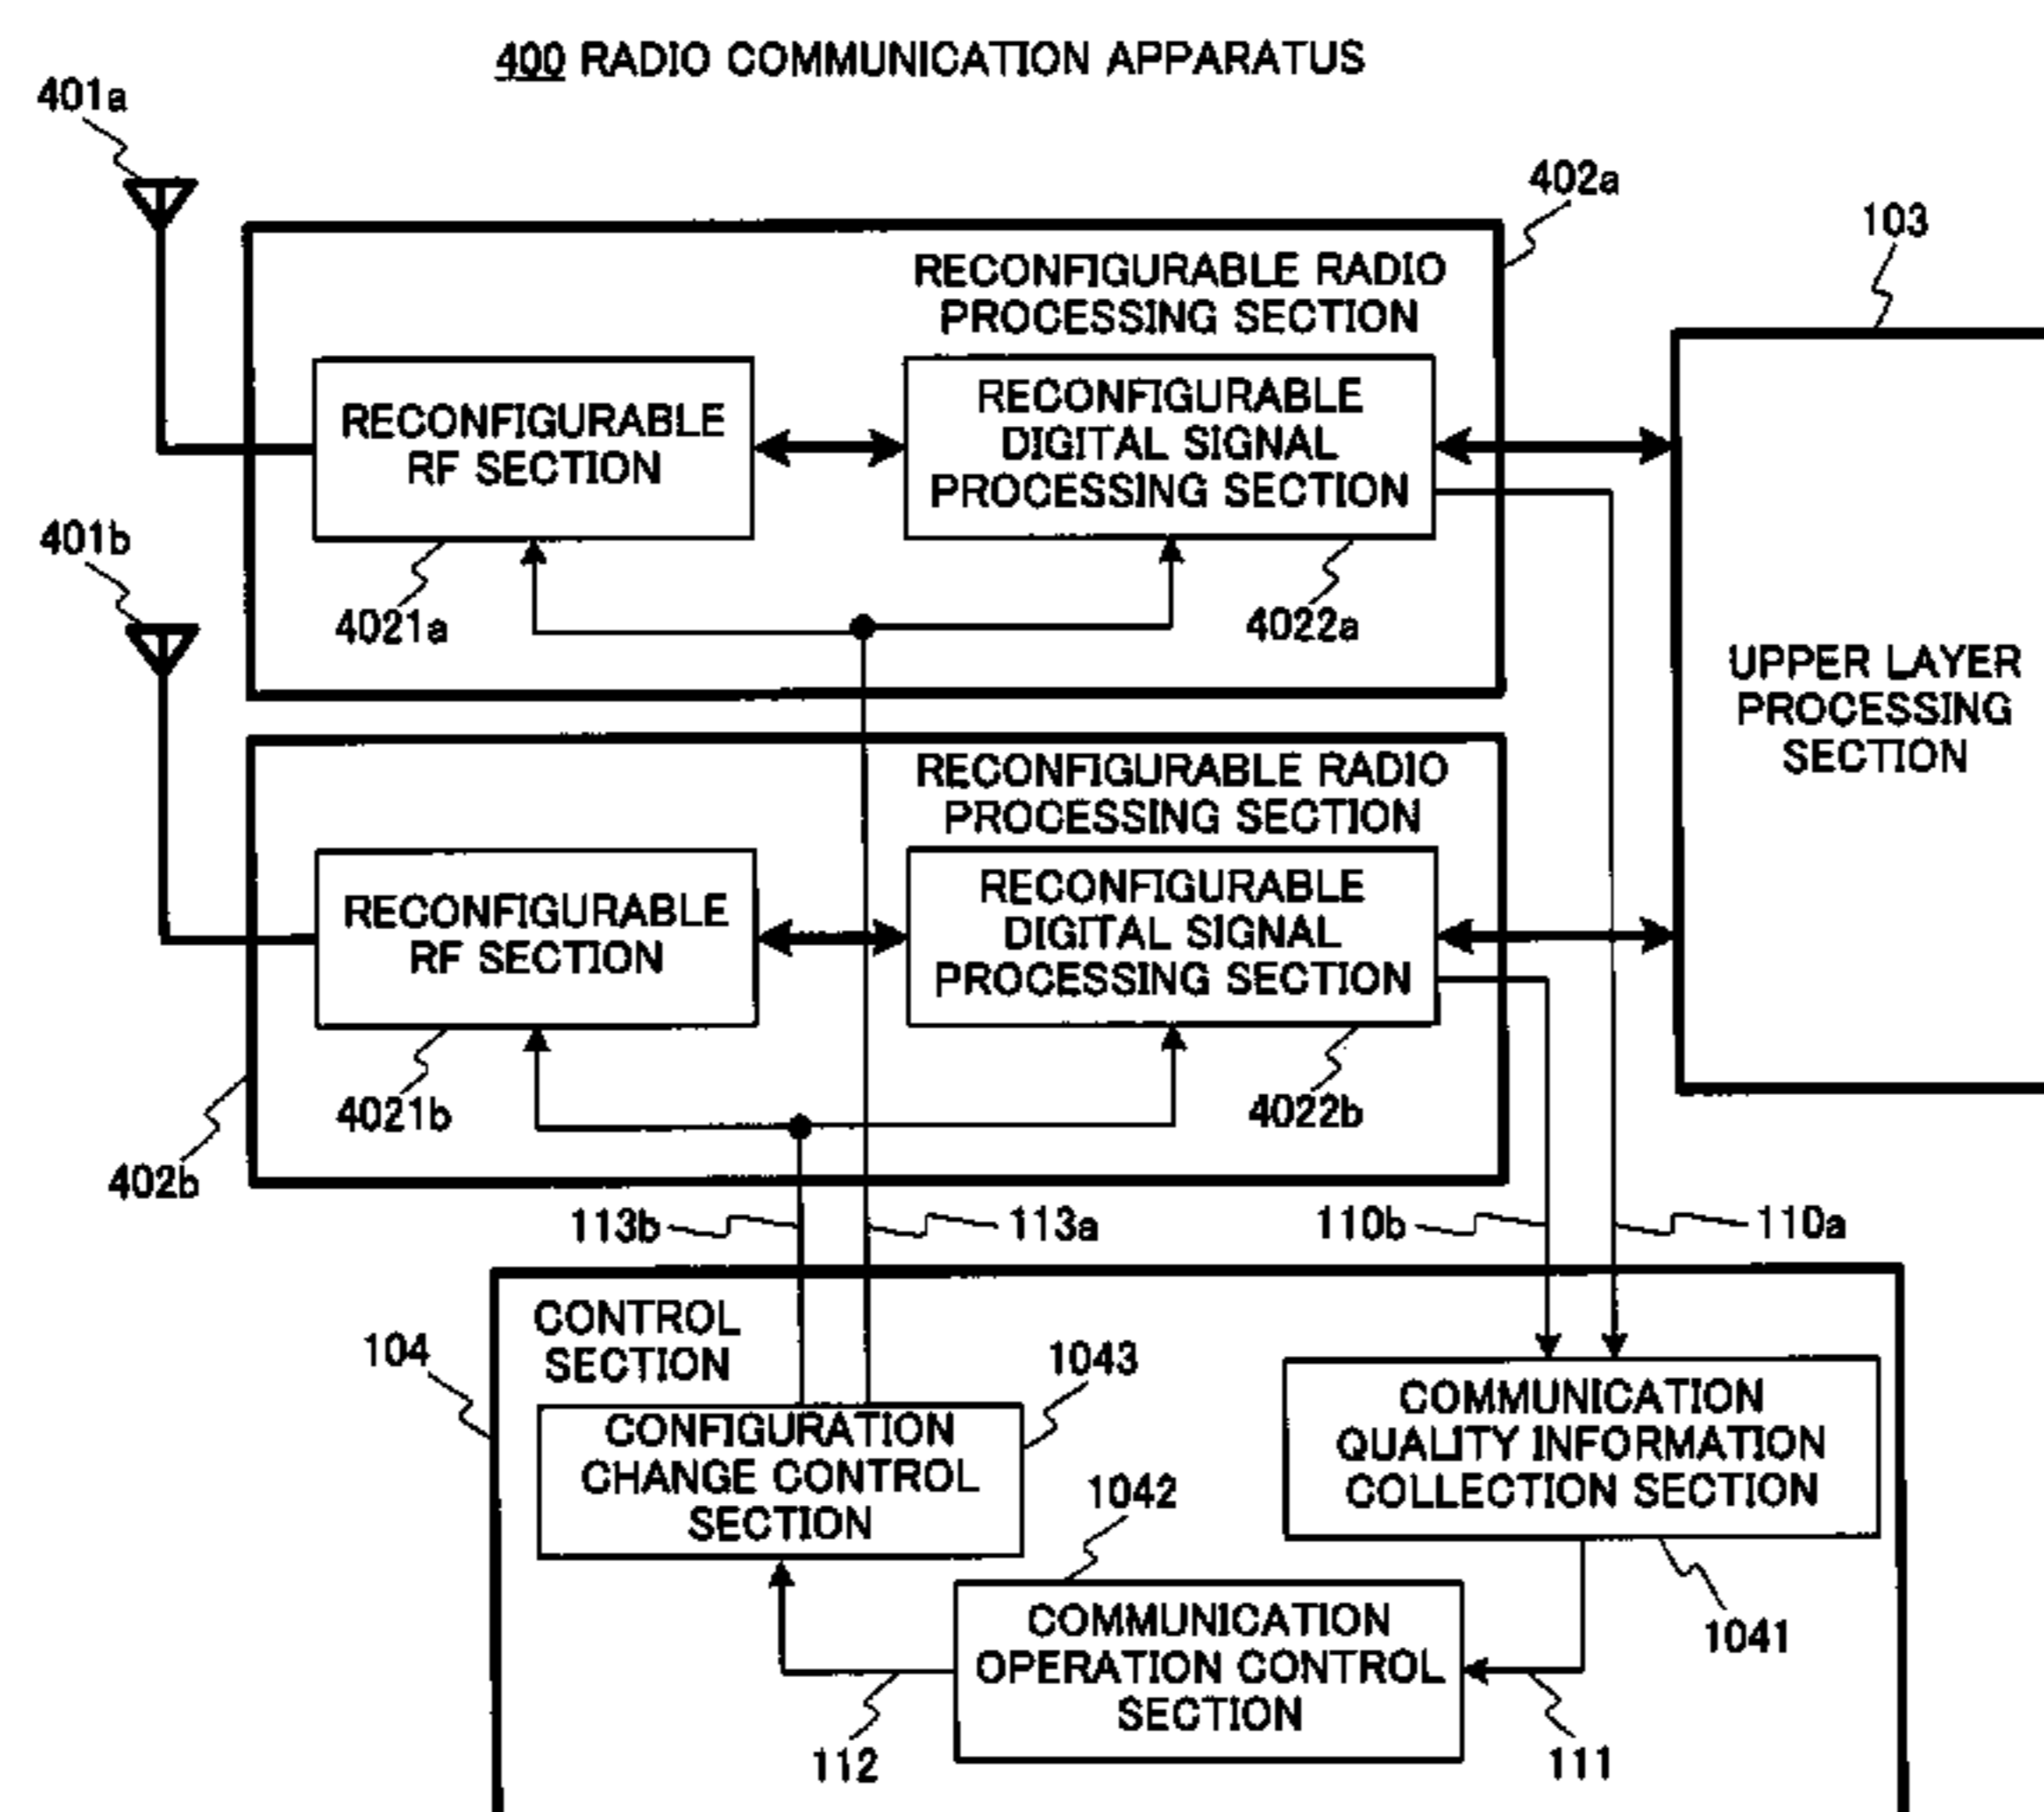 400 RADIO COMMUNICATION APPARATUS
401a
402a
103
RECONFIGURABLE RADIO
PROCESSING SECTION
RECONFIGURABLE
RF SECTION
RECONFIGURABLE
DIGITAL SIGNAL
PROCESSING SECTION
401b
4021a
4022a
UPPER LAYER
PROCESSING
SECTION
RECONFIGURABLE RADIO
PROCESSING SECTION
RECONFIGURABLE
RF SECTION
RECONFIGURABLE
DIGITAL SIGNAL
PROCESSING SECTION
4021b
4022b
402b
113b
113a
110b
110a
CONTROL
SECTION
104
1043
CONFIGURATION
CHANGE CONTROL
SECTION
COMMUNICATION
QUALITY INFORMATION
COLLECTION SECTION
1042
1041
COMMUNICATION
OPERATION CONTROL
SECTION
112
111